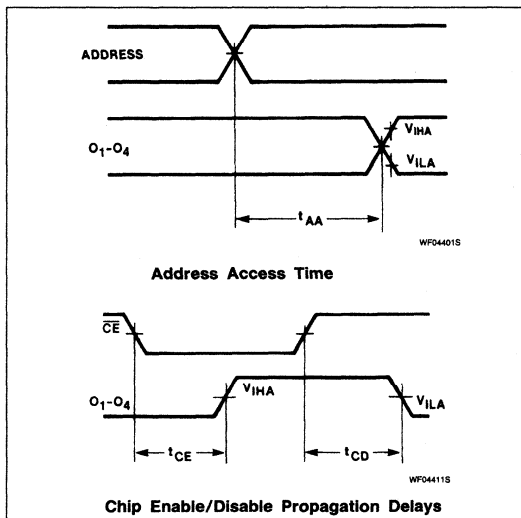 ADDRESS
O1-O4
VIHA
VILA
tAA
WF04401S
Address Access Time
CE
O1-O4
VIHA
VILA
tCE
tCD
WF04411S
Chip Enable/Disable Propagation Delays